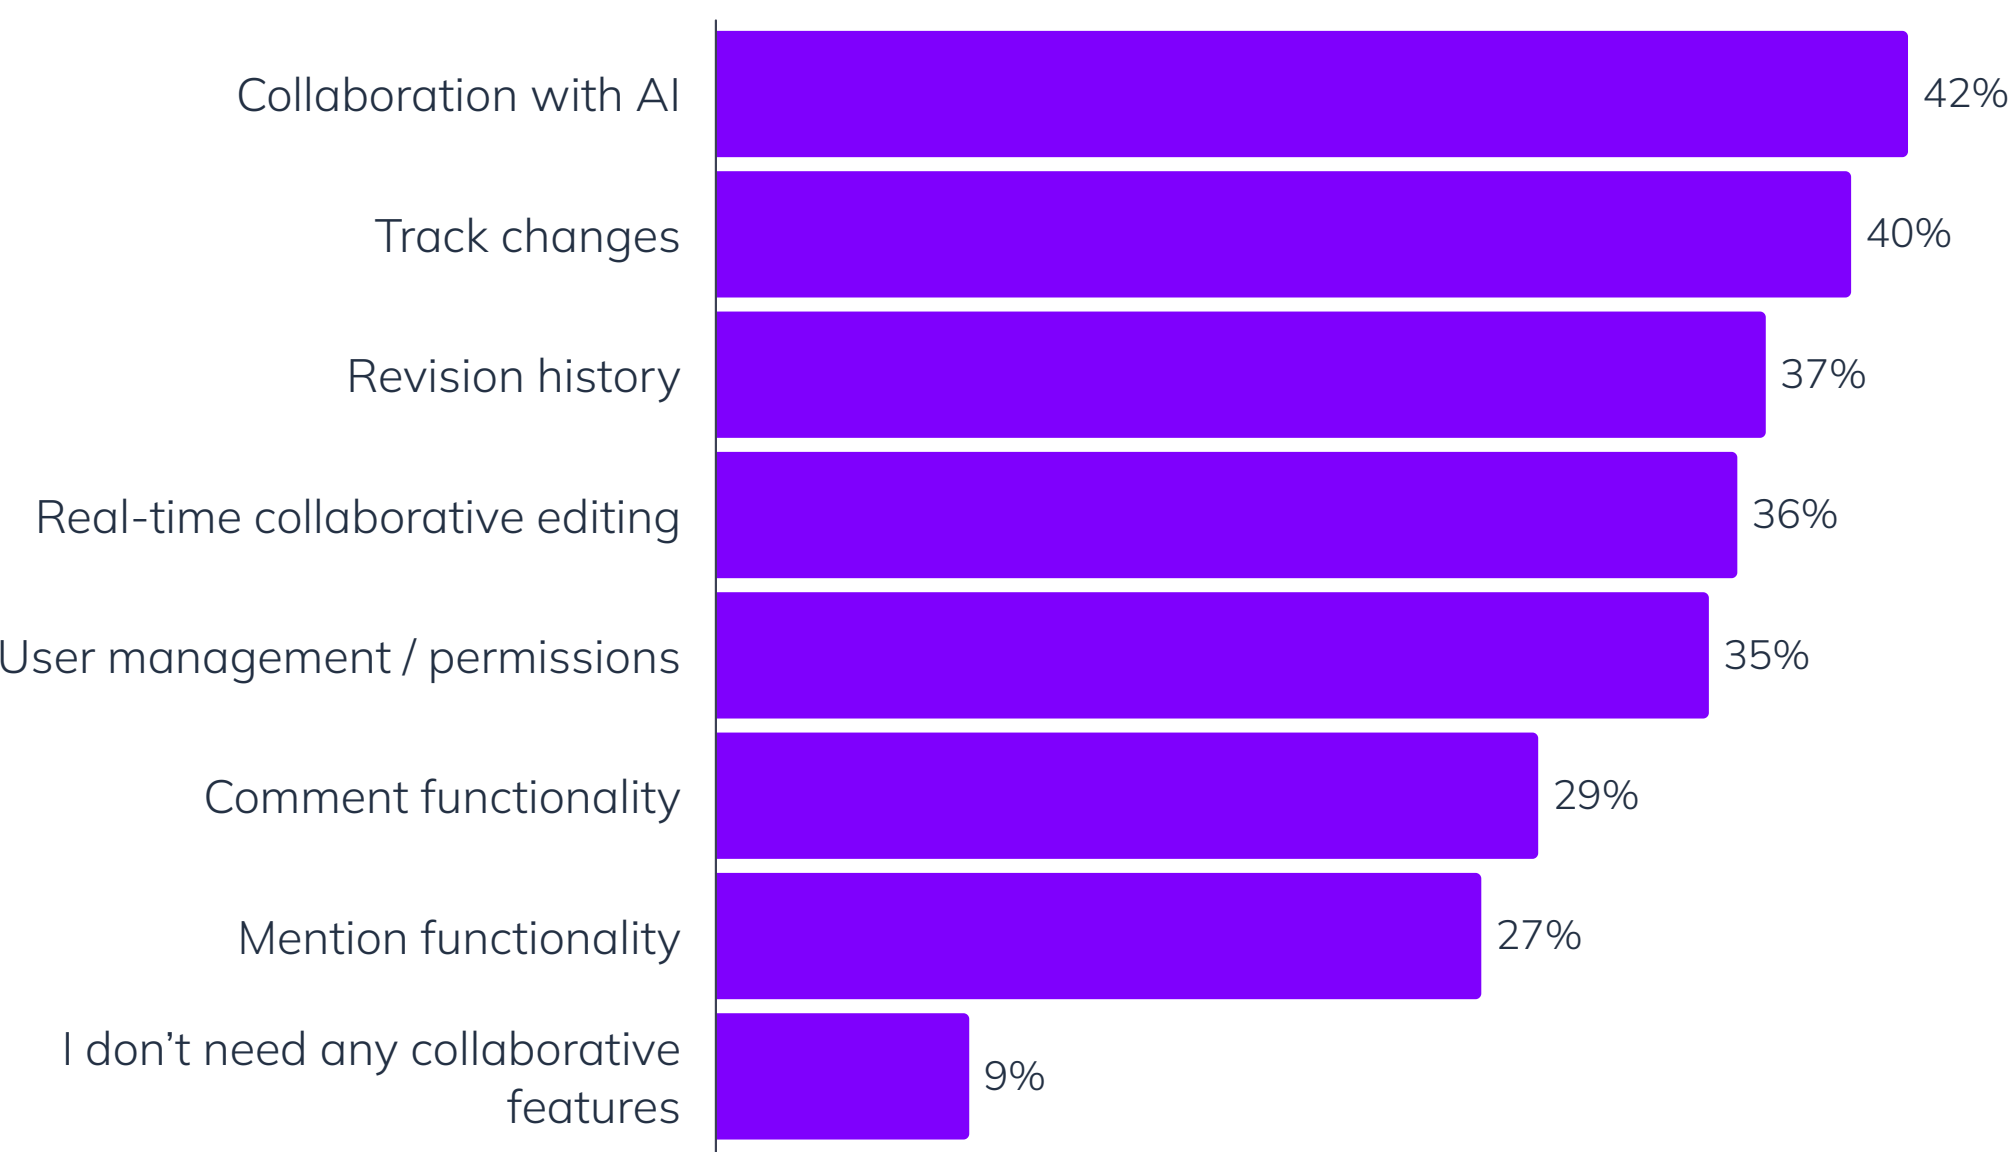 Collaboration with AI 42%
Track changes 40%
Revision history 37%
Real-time collaborative editing 36%
User management / permissions 35%
Comment functionality 29%
Mention functionality 27%
I don’t need any collaborative
features 9%